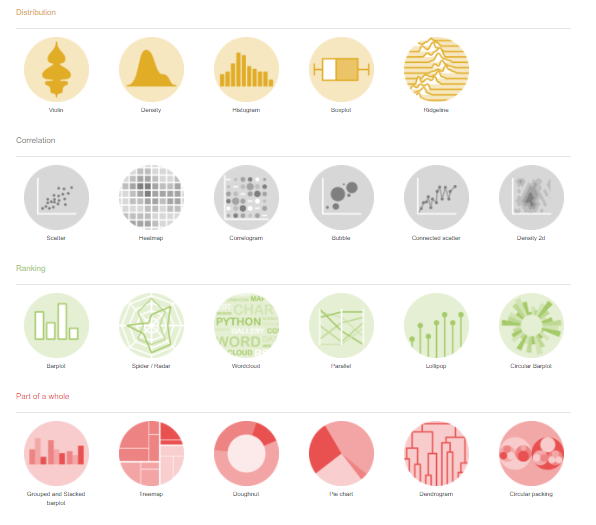 Distribution
Violin
Density
Histogram
Boxplot
Ridgeline
Correlation
Scatter
Heatmap
Correlogram
Bubble
Connected scatter
Density 2d
Ranking
CHAR
PYTHON
GALLERY
WORD
CLOUD
Barplot
Spider / Radar
Wordcloud
Parallel
Lollipop
Circular Barplot
Part of a whole
Grouped and Stacked
barplot
Treemap
Doughnut
Pie chart
Dendrogram
Circular packing